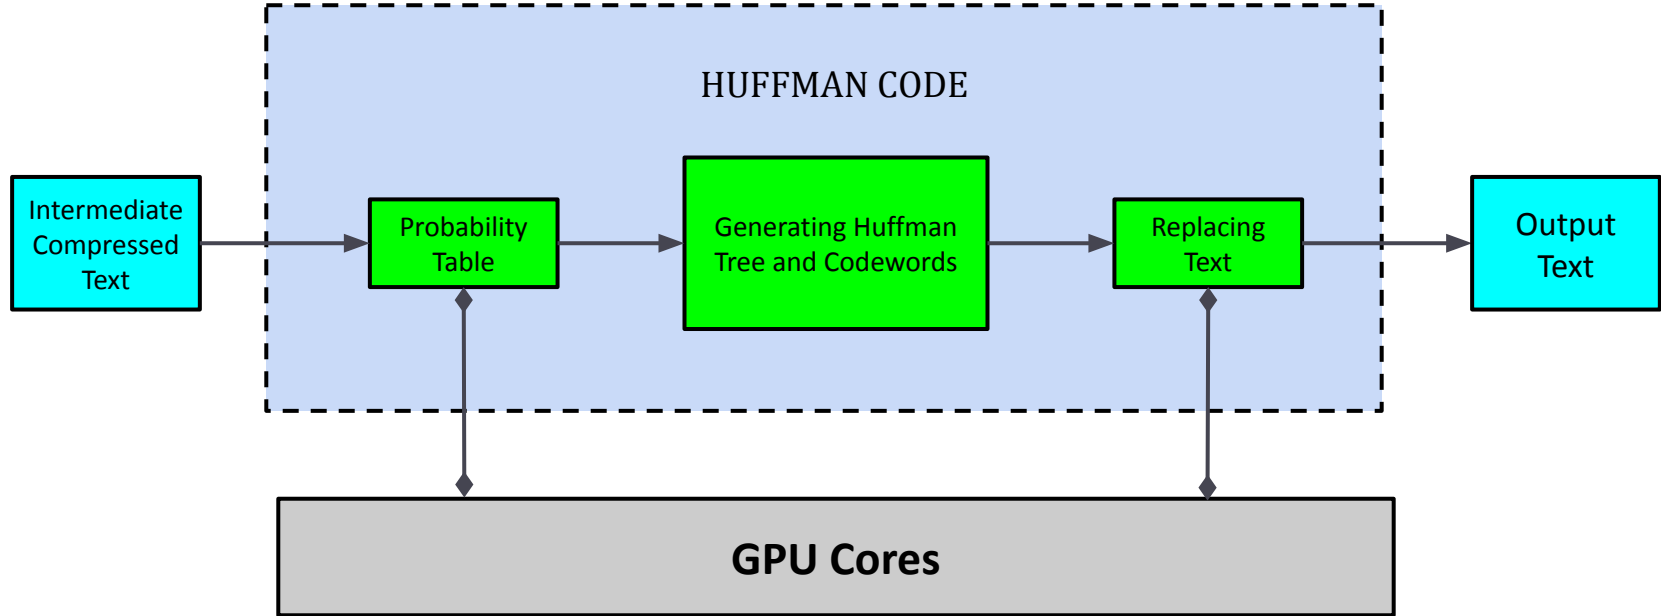 HUFFMAN CODE
Intermediate
Compressed
Text
Probability
Table
Generating Huffman
Tree and Codewords
Replacing
Text
Output
Text
GPU Cores